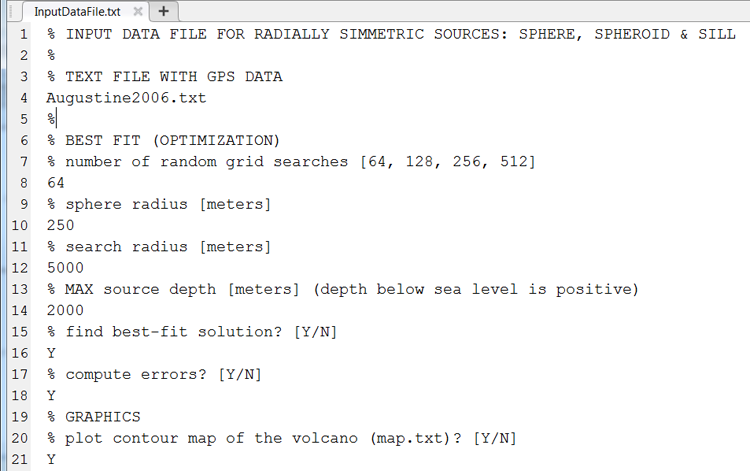 InputDataFile.txt
1 % INPUT DATA FILE FOR RADIALLY SIMMETRIC SOURCES: SPHERE, SPHEROID & SILL
2 %
3 % TEXT FILE WITH GPS DATA
4 Augustine2006.txt
5 %
6 % BEST FIT (OPTIMIZATION)
7 % number of random grid searches [64, 128, 256, 512]
8 64
9 % sphere radius [meters]
10 250
11 % search radius [meters]
12 5000
13 % MAX source depth [meters] (depth below sea level is positive)
14 2000
15 % find best-fit solution? [Y/N]
16 Y
17 % compute errors? [Y/N]
18 Y
19 % GRAPHICS
20 % plot contour map of the volcano (map.txt)? [Y/N]
21 Y